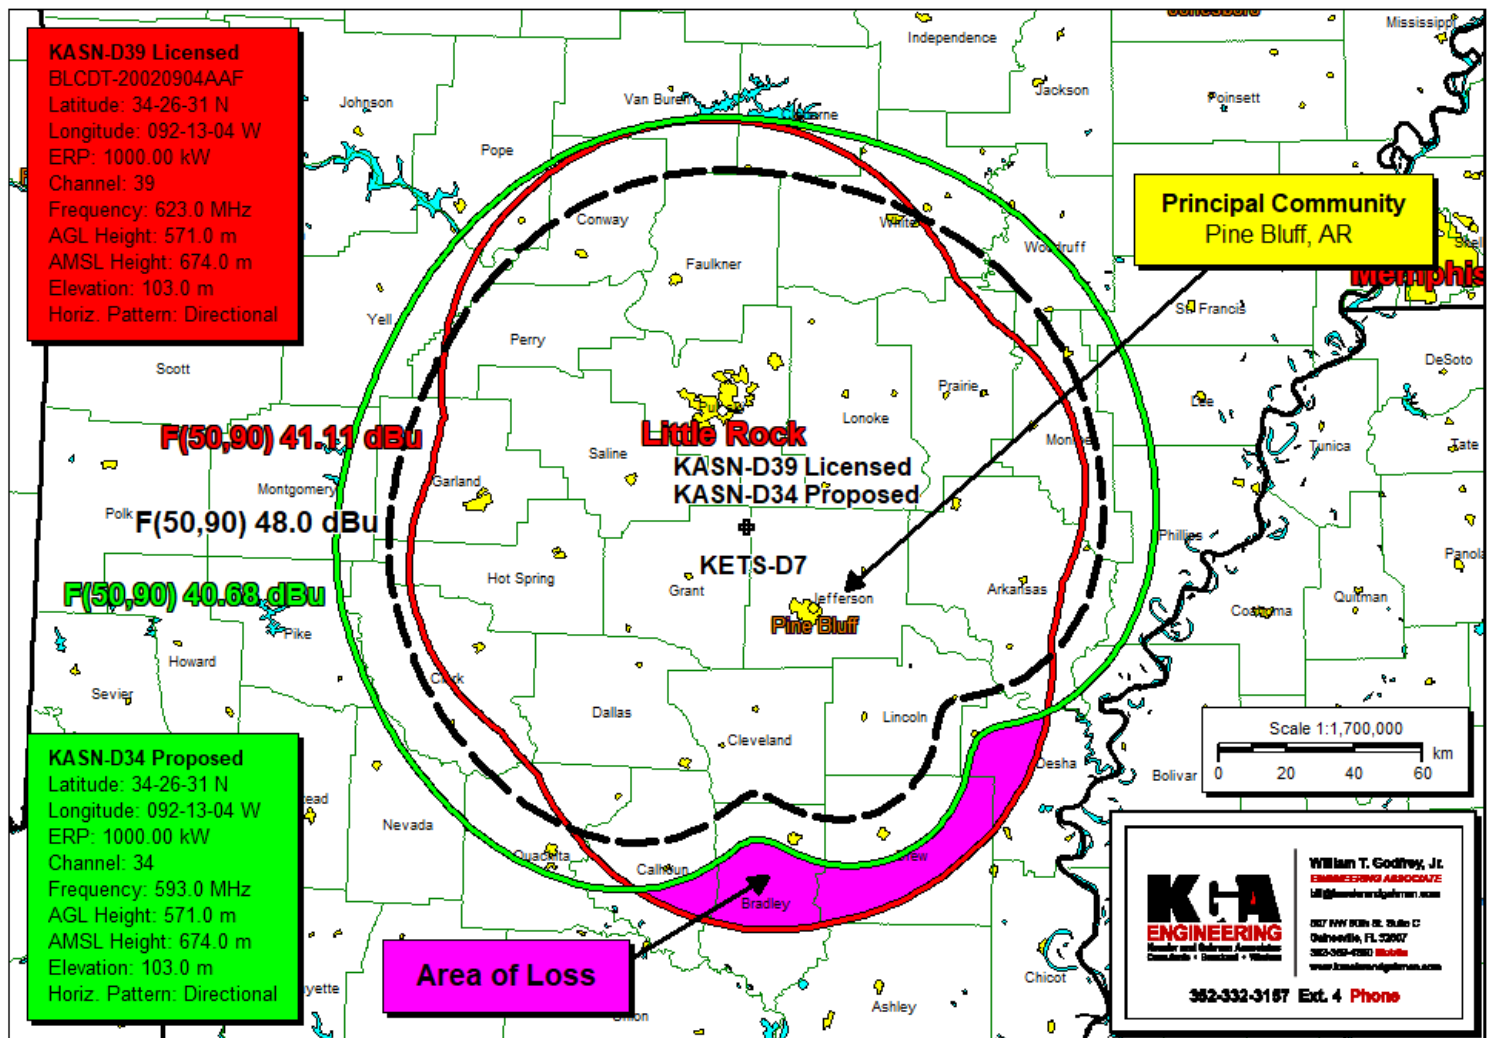 KASN-D39 Licensed
BLCDT-20020904AAF
Latitude: 34-26-31 N
Longitude: 092-13-04 W
ERP: 1000.00 kW
Channel: 39
Frequency: 623.0 MHz
AGL Height: 571.0 m
AMSL Height: 674.0 m
Elevation: 103.0 m
Horiz. Pattern: Directional
Independence
Mississippi
Johnson
Van Buren
Jackson
Poinsett
Pope
Principal Community
Pine Bluff, AR
Conway
White
Woodruff
Faulkner
Memphis
Yell
St. Francis
Perry
Scott
DeSoto
Prairie
Lee
Lonoke
F(50,90) 41.11 dBu
Little Rock
Monroe
Tunica
Tate
Saline
KASN-D39 Licensed
KASN-D34 Proposed
Garland
Montgomery
Polk
F(50,90) 48.0 dBu
Phillips
KETS-D7
Hot Spring
Grant
Jefferson
Arkansas
F(50,90) 40.68 dBu
Quitman
Coahoma
Pine Bluff
Pike
Howard
Clark
Sevier
Dallas
Lincoln
Cleveland
Scale 1:1,700,000
km
0 20 40 60
Desha
Bolivar
KASN-D34 Proposed
Latitude: 34-26-31 N
Longitude: 092-13-04 W
ERP: 1000.00 kW
Channel: 34
Frequency: 593.0 MHz
AGL Height: 571.0 m
AMSL Height: 674.0 m
Elevation: 103.0 m
Horiz. Pattern: Directional
Nevada
Ouachita
Calhoun
Bradley
Area of Loss
Chicot
Ashley
KGA
ENGINEERING
William T. Godfrey, Jr.
ENGINEERING ASSOCIATE
Gainesville, FL 32607
352-332-3157 Ext. 4 Phone